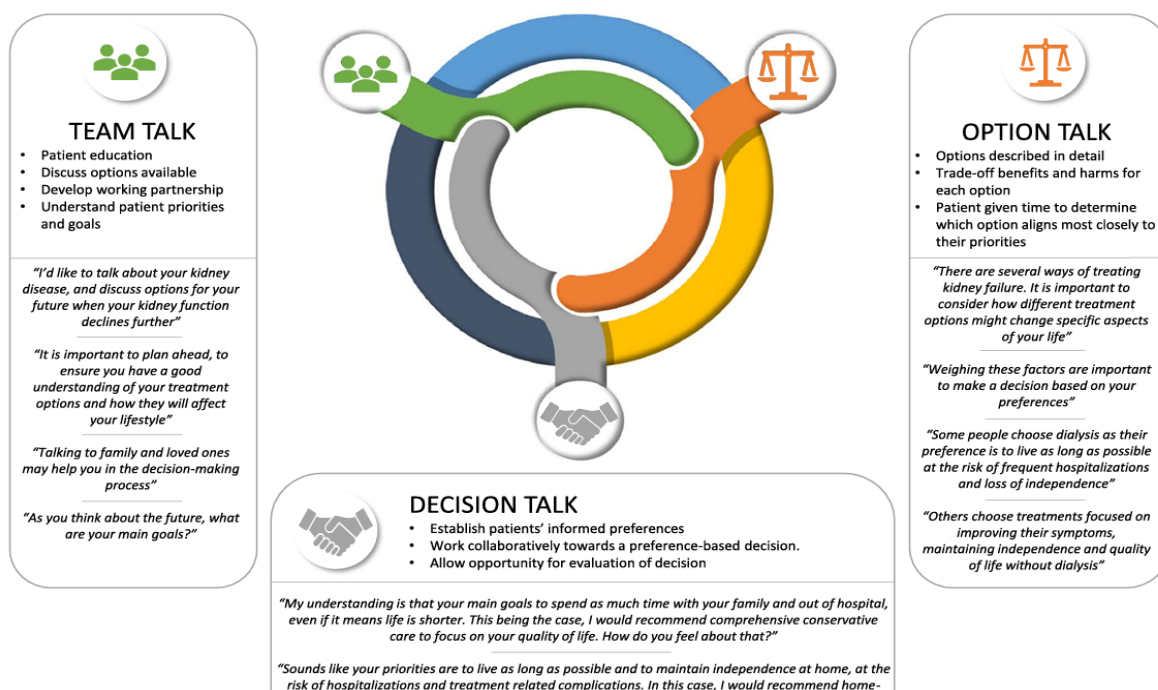 TEAM TALK
• Patient education
• Discuss options available
• Develop working partnership
• Understand patient priorities
and goals
“I’d like to talk about your kidney
disease, and discuss options for your
future when your kidney function
declines further”
“It is important to plan ahead, to
ensure you have a good
understanding of your treatment
options and how they will affect
your lifestyle”
“Talking to family and loved ones
may help you in the decision-making
process”
“As you think about the future, what
are your main goals?”
OPTION TALK
• Options described in detail
• Trade-off benefits and harms for
each option
• Patient given time to determine
which option aligns most closely to
their priorities
“There are several ways of treating
kidney failure. It is important to
consider how different treatment
options might change specific aspects
of your life”
“Weighing these factors are important
to make a decision based on your
preferences”
“Some people choose dialysis as their
preference is to live as long as possible
at the risk of frequent hospitalizations
and loss of independence”
“Others choose treatments focused on
improving their symptoms,
maintaining independence and quality
of life without dialysis”
DECISION TALK
• Establish patients’ informed preferences
• Work collaboratively towards a preference-based decision.
• Allow opportunity for evaluation of decision
“My understanding is that your main goals to spend as much time with your family and out of hospital,
even if it means life is shorter. This being the case, I would recommend comprehensive conservative
care to focus on your quality of life. How do you feel about that?”
“Sounds like your priorities are to live as long as possible and to maintain independence at home, at the
risk of hospitalizations and treatment related complications. In this case, I would recommend home-